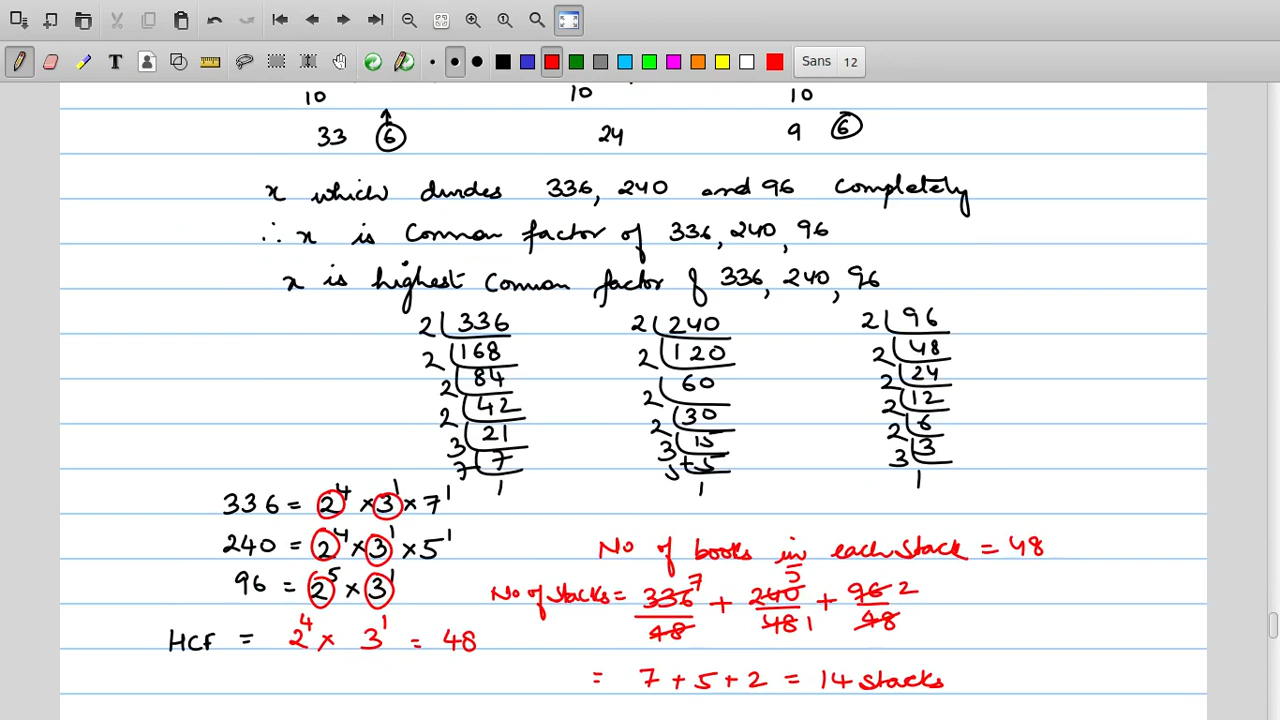 Sans 12
10 10 10
33 6 24 9 6
x which divides 336, 240 and 96 completely
∴ x is Common factor of 336, 240, 96
x is highest Common factor of 336, 240, 96
2 336 2 240 2 96
2 168 2 120 2 48
2 84 2 60 2 24
2 42 2 30 2 12
3 21 3 15 2 6
7 7 5 5 3 3
1 1 1
336 = 2⁴ × 3¹ × 7¹
240 = 2⁴ × 3¹ × 5¹
96 = 2⁵ × 3¹
HCF = 2⁴ × 3¹ = 48
No of books in each Stack = 48
No of stacks = 336/48 7 + 240/48 5 1 + 96/48 2
= 7 + 5 + 2 = 14 stacks